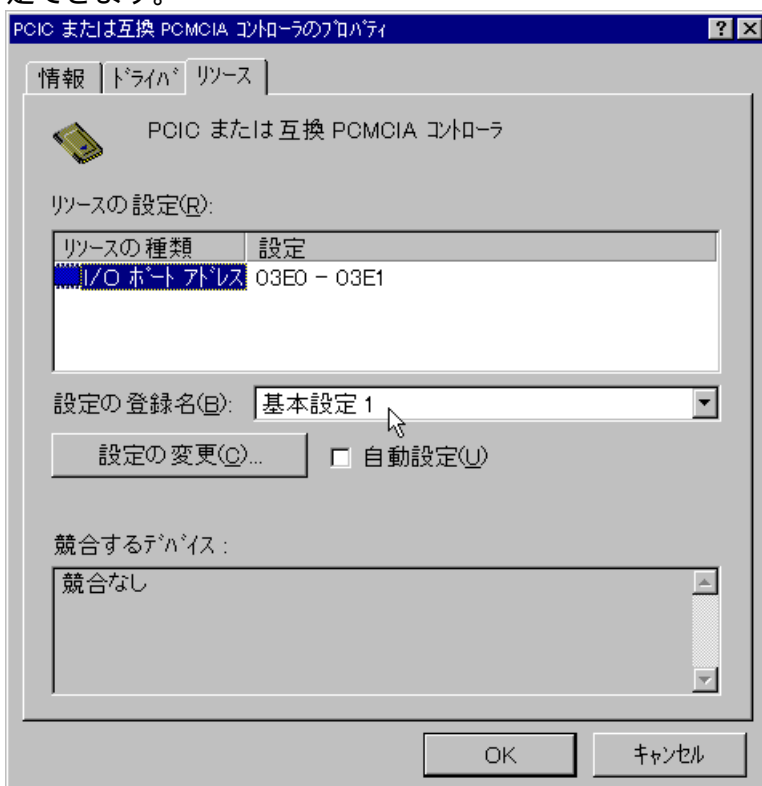 定できます。
PCIC または互換 PCMCIA ｺﾝﾄﾛｰﾗのﾌﾟﾛﾊﾟﾃｨ
情報 ﾄﾞﾗｲﾊﾞ ﾘｿｰｽ
PCIC または 互換 PCMCIA ｺﾝﾄﾛｰﾗ
ﾘｿｰｽの 設定(R):
ﾘｿｰｽの 種類 設定
I/O ﾎﾟｰﾄ ｱﾄﾞﾚｽ 03E0 - 03E1
設定の 登録名(B): 基本設定 1
設定の 変更(C)... 自動設定(U)
競合するﾃﾞﾊﾞｲｽ :
競合なし
OK ｷｬﾝｾﾙ